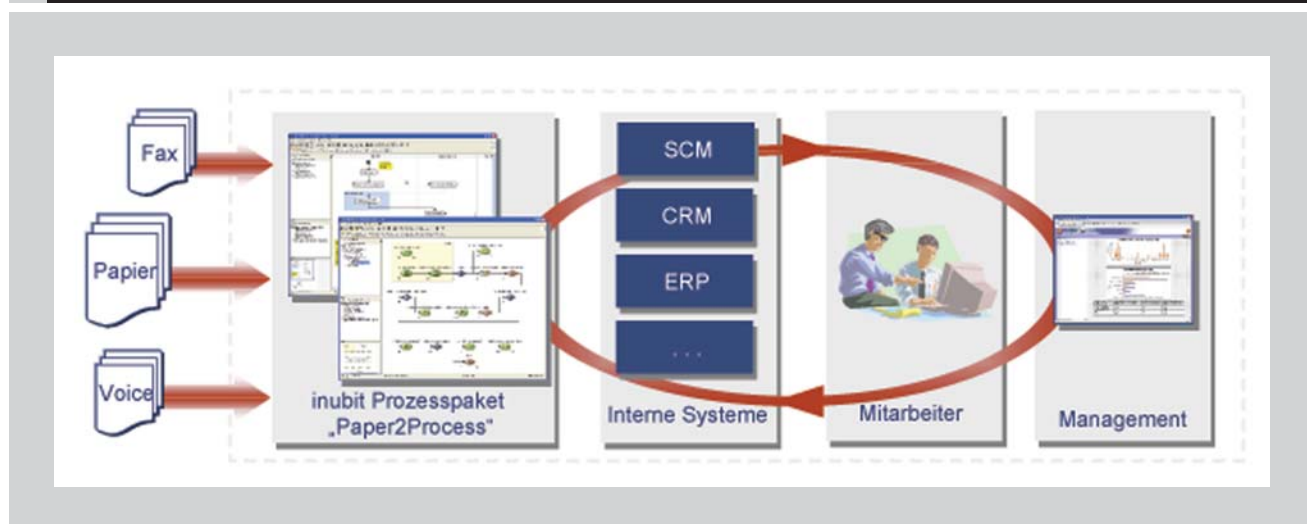 Fax
Papier
Voice
inubit Prozesspaket
„Paper2Process“
SCM
CRM
ERP
...
Interne Systeme
Mitarbeiter
Management